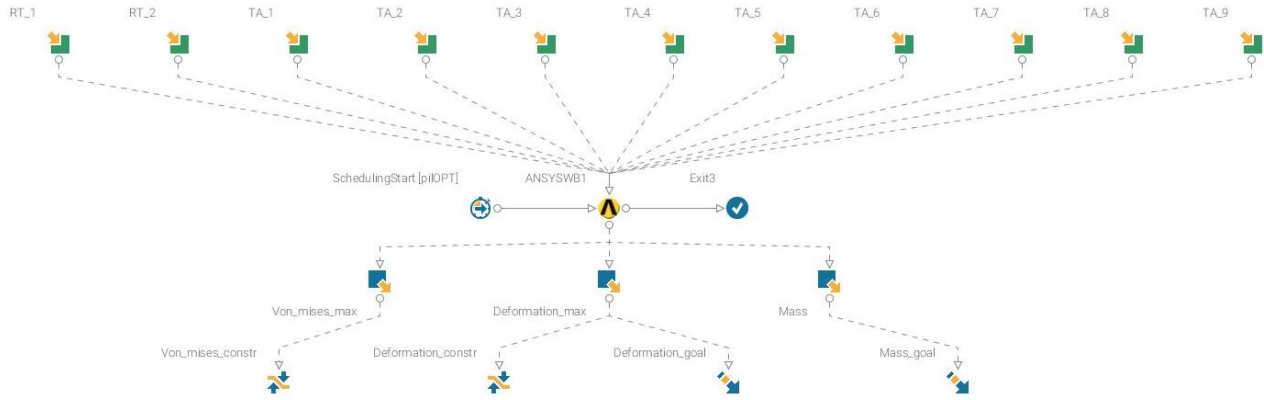 RT_1 RT_2 TA_1 TA_2 TA_3 TA_4 TA_5 TA_6 TA_7 TA_8 TA_9
SchedulingStart [pilOPT] ANSYSWB1 Exit3
Von_mises_max Deformation_max Mass
Von_mises_constr Deformation_constr Deformation_goal Mass_goal